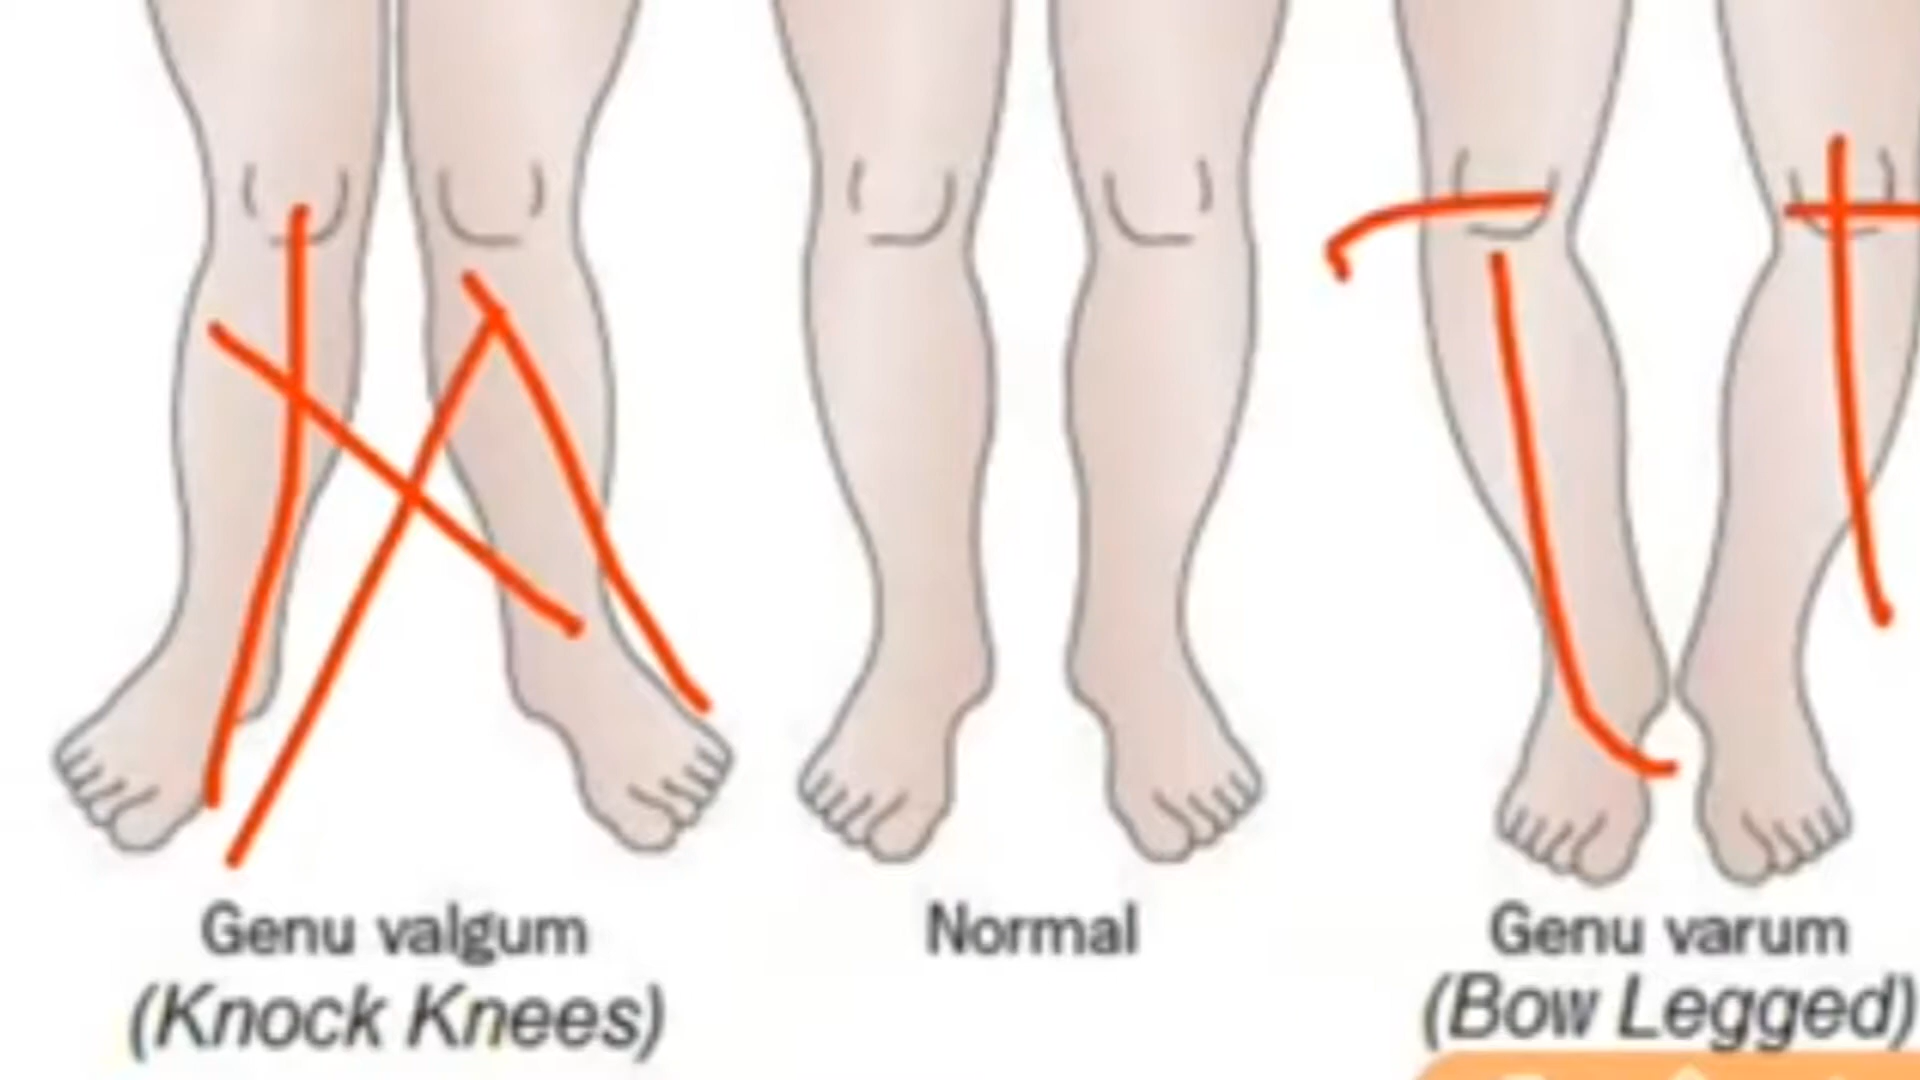 Genu valgum
(Knock Knees)
Normal
Genu varum
(Bow Legged)